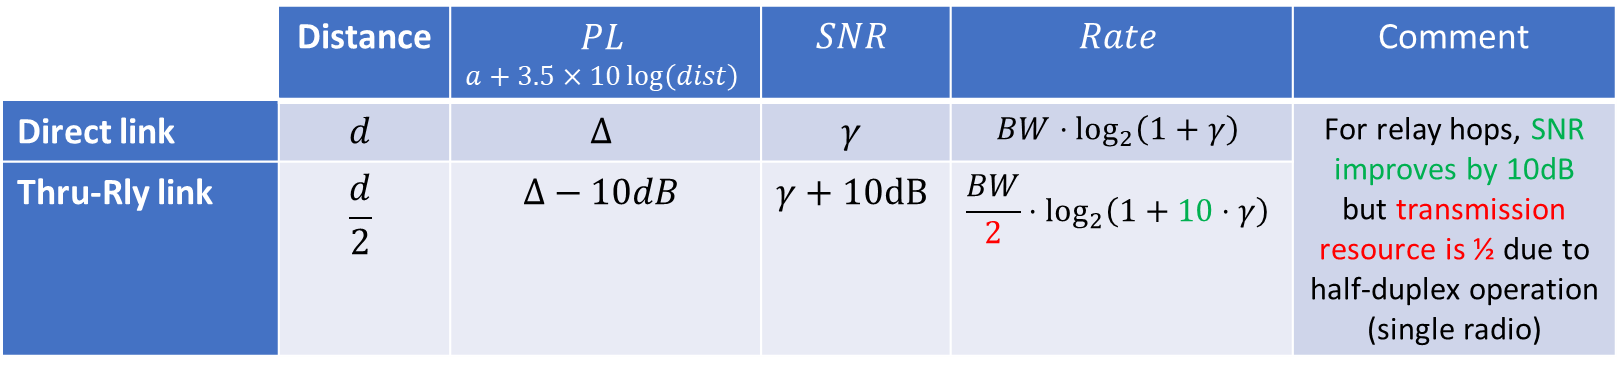 Distance
PL
a + 3.5 × 10 log(dist)
SNR
Rate
Comment
Direct link
d
Δ
γ
BW · log₂(1 + γ)
Thru-Rly link
d/2
Δ − 10dB
γ + 10dB
BW/2 · log₂(1 + 10 · γ)
For relay hops, SNR
improves by 10dB
but transmission
resource is ½ due to
half-duplex operation
(single radio)